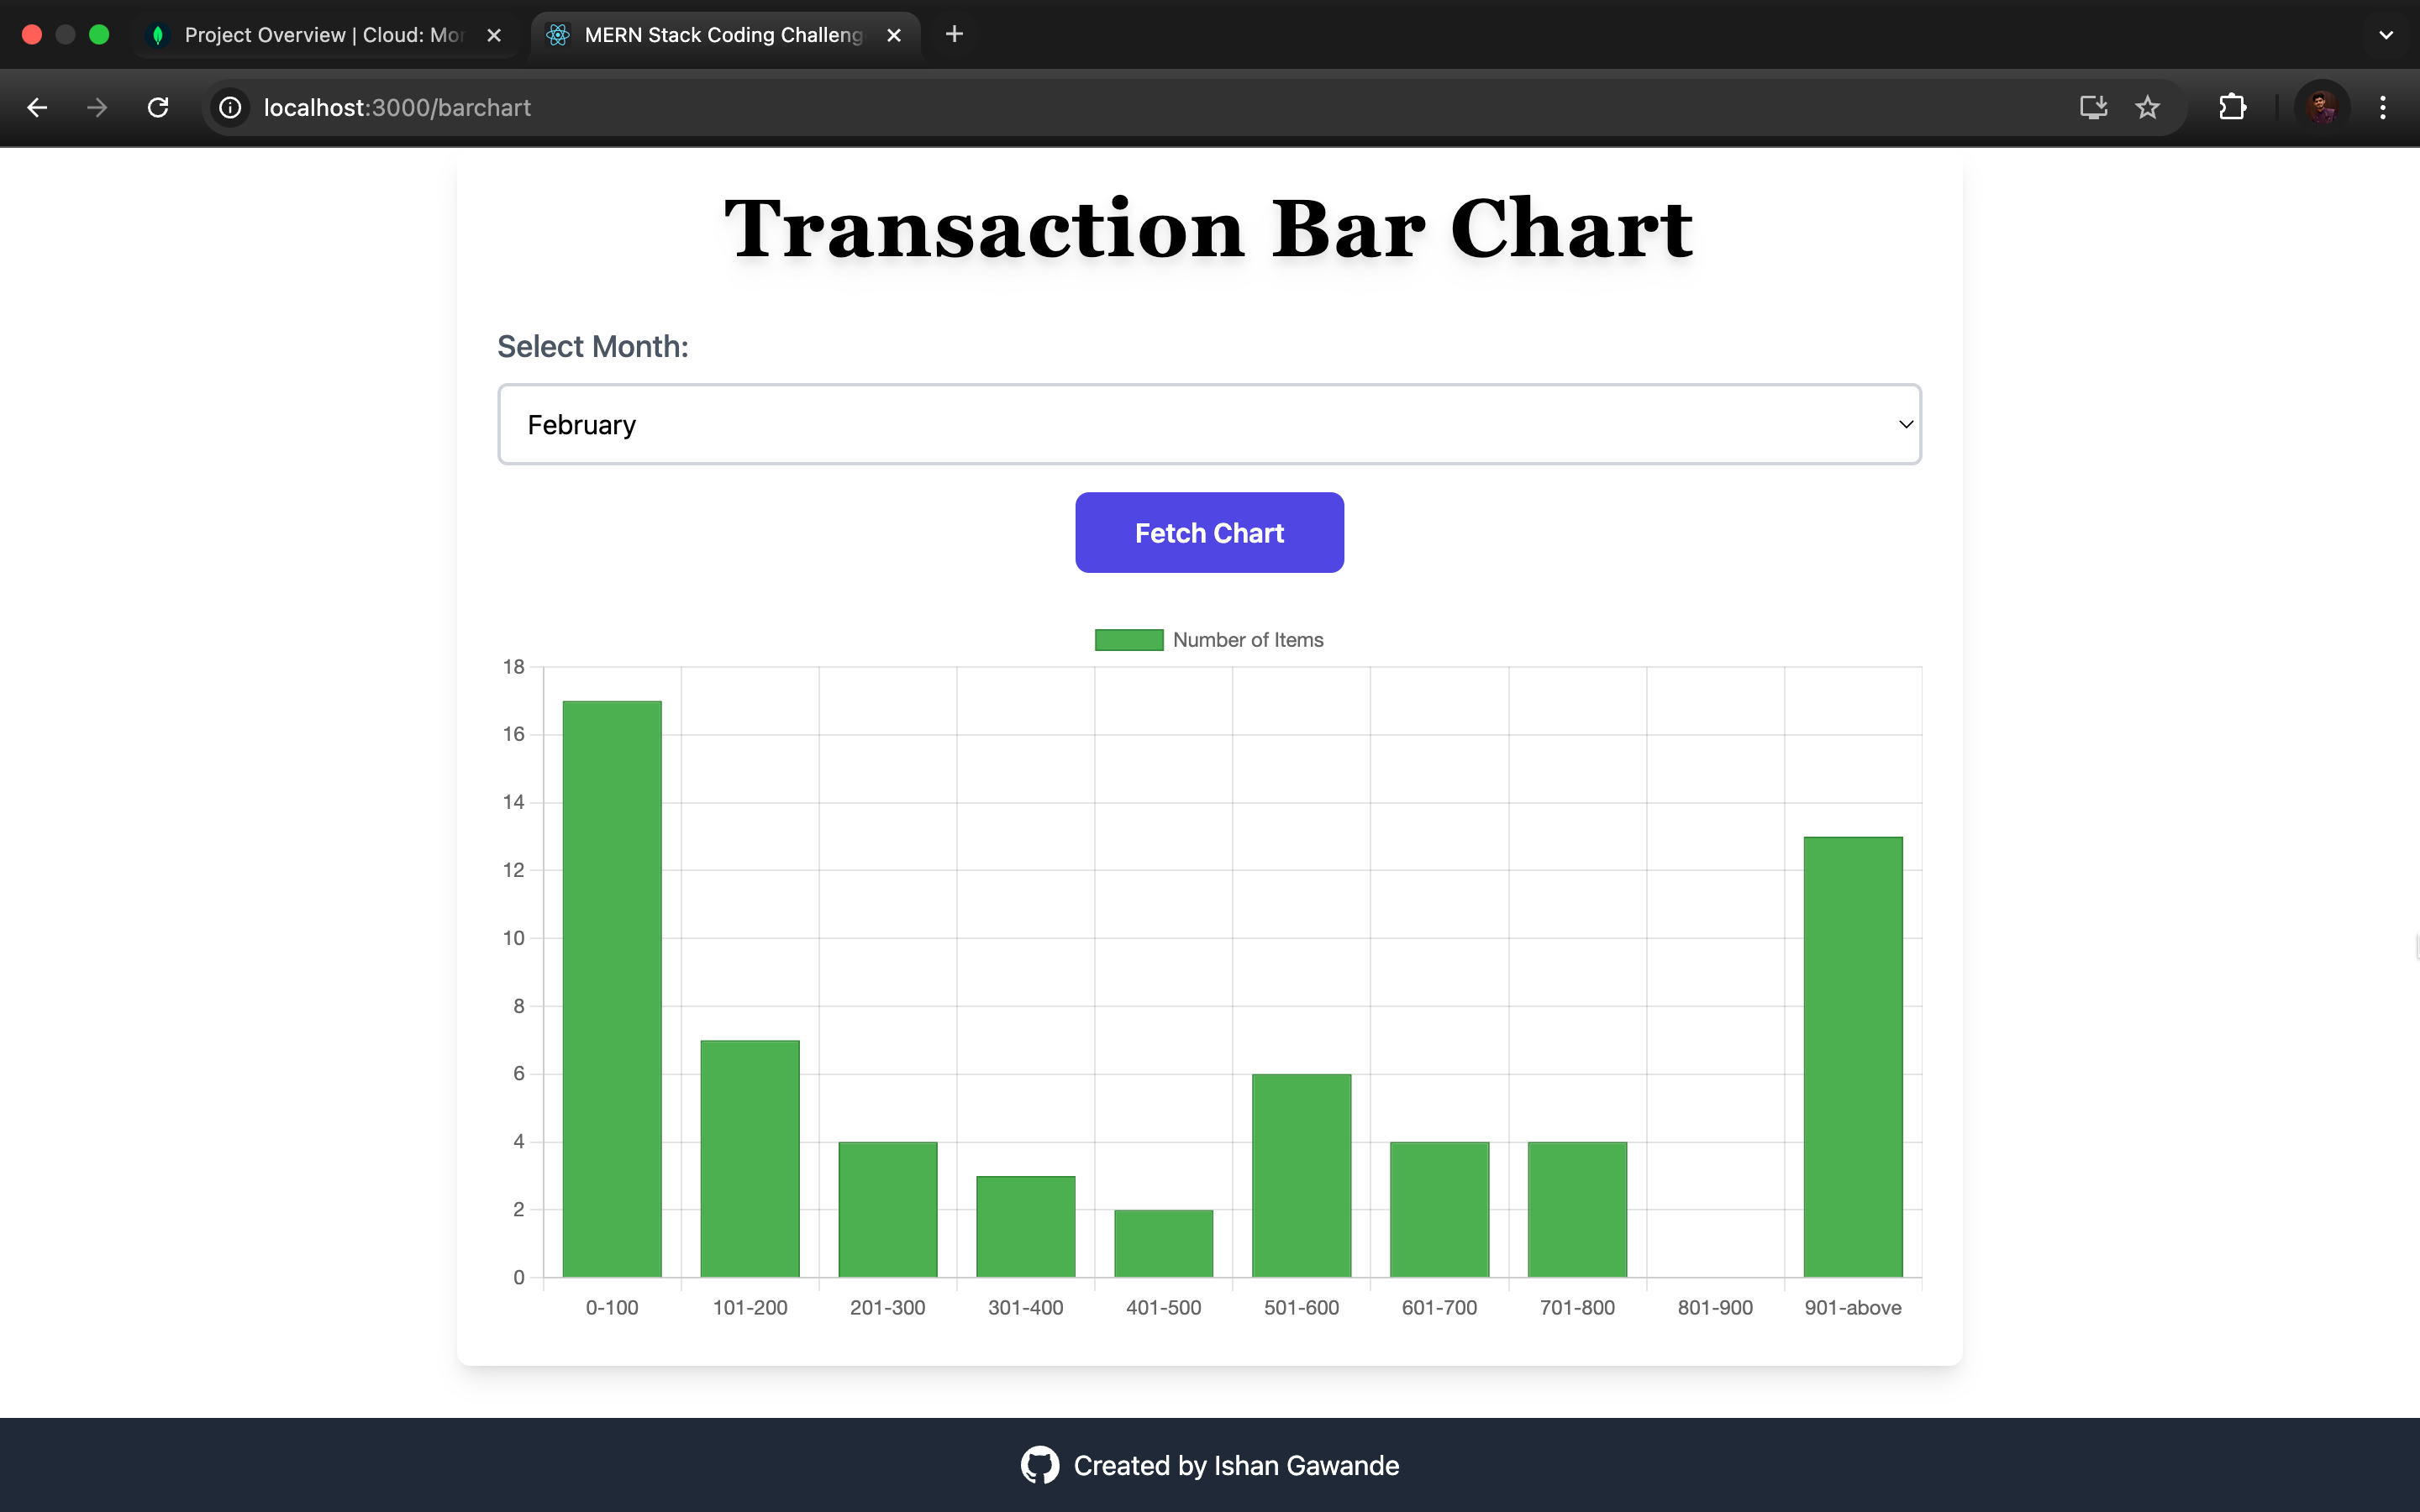 Project Overview | Cloud: Mon
MERN Stack Coding Challeng
localhost:3000/barchart
Transaction Bar Chart
Select Month:
February
Fetch Chart
Number of Items
18
16
14
12
10
8
6
4
2
0
0-100 101-200 201-300 301-400 401-500 501-600 601-700 701-800 801-900 901-above
Created by Ishan Gawande